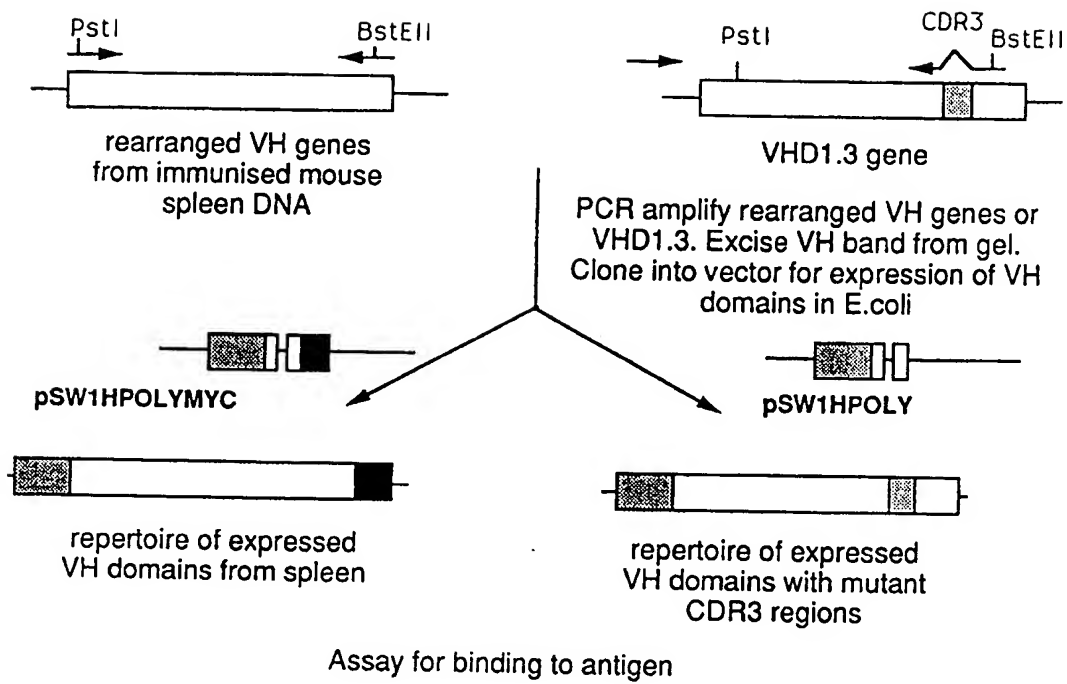 PstI
BstEII
rearranged VH genes
from immunised mouse
spleen DNA
PstI
CDR3
BstEII
VHD1.3 gene
PCR amplify rearranged VH genes or
VHD1.3. Excise VH band from gel.
Clone into vector for expression of VH
domains in E.coli
pSW1HPOLYMYC
pSW1HPOLY
repertoire of expressed
VH domains from spleen
repertoire of expressed
VH domains with mutant
CDR3 regions
Assay for binding to antigen